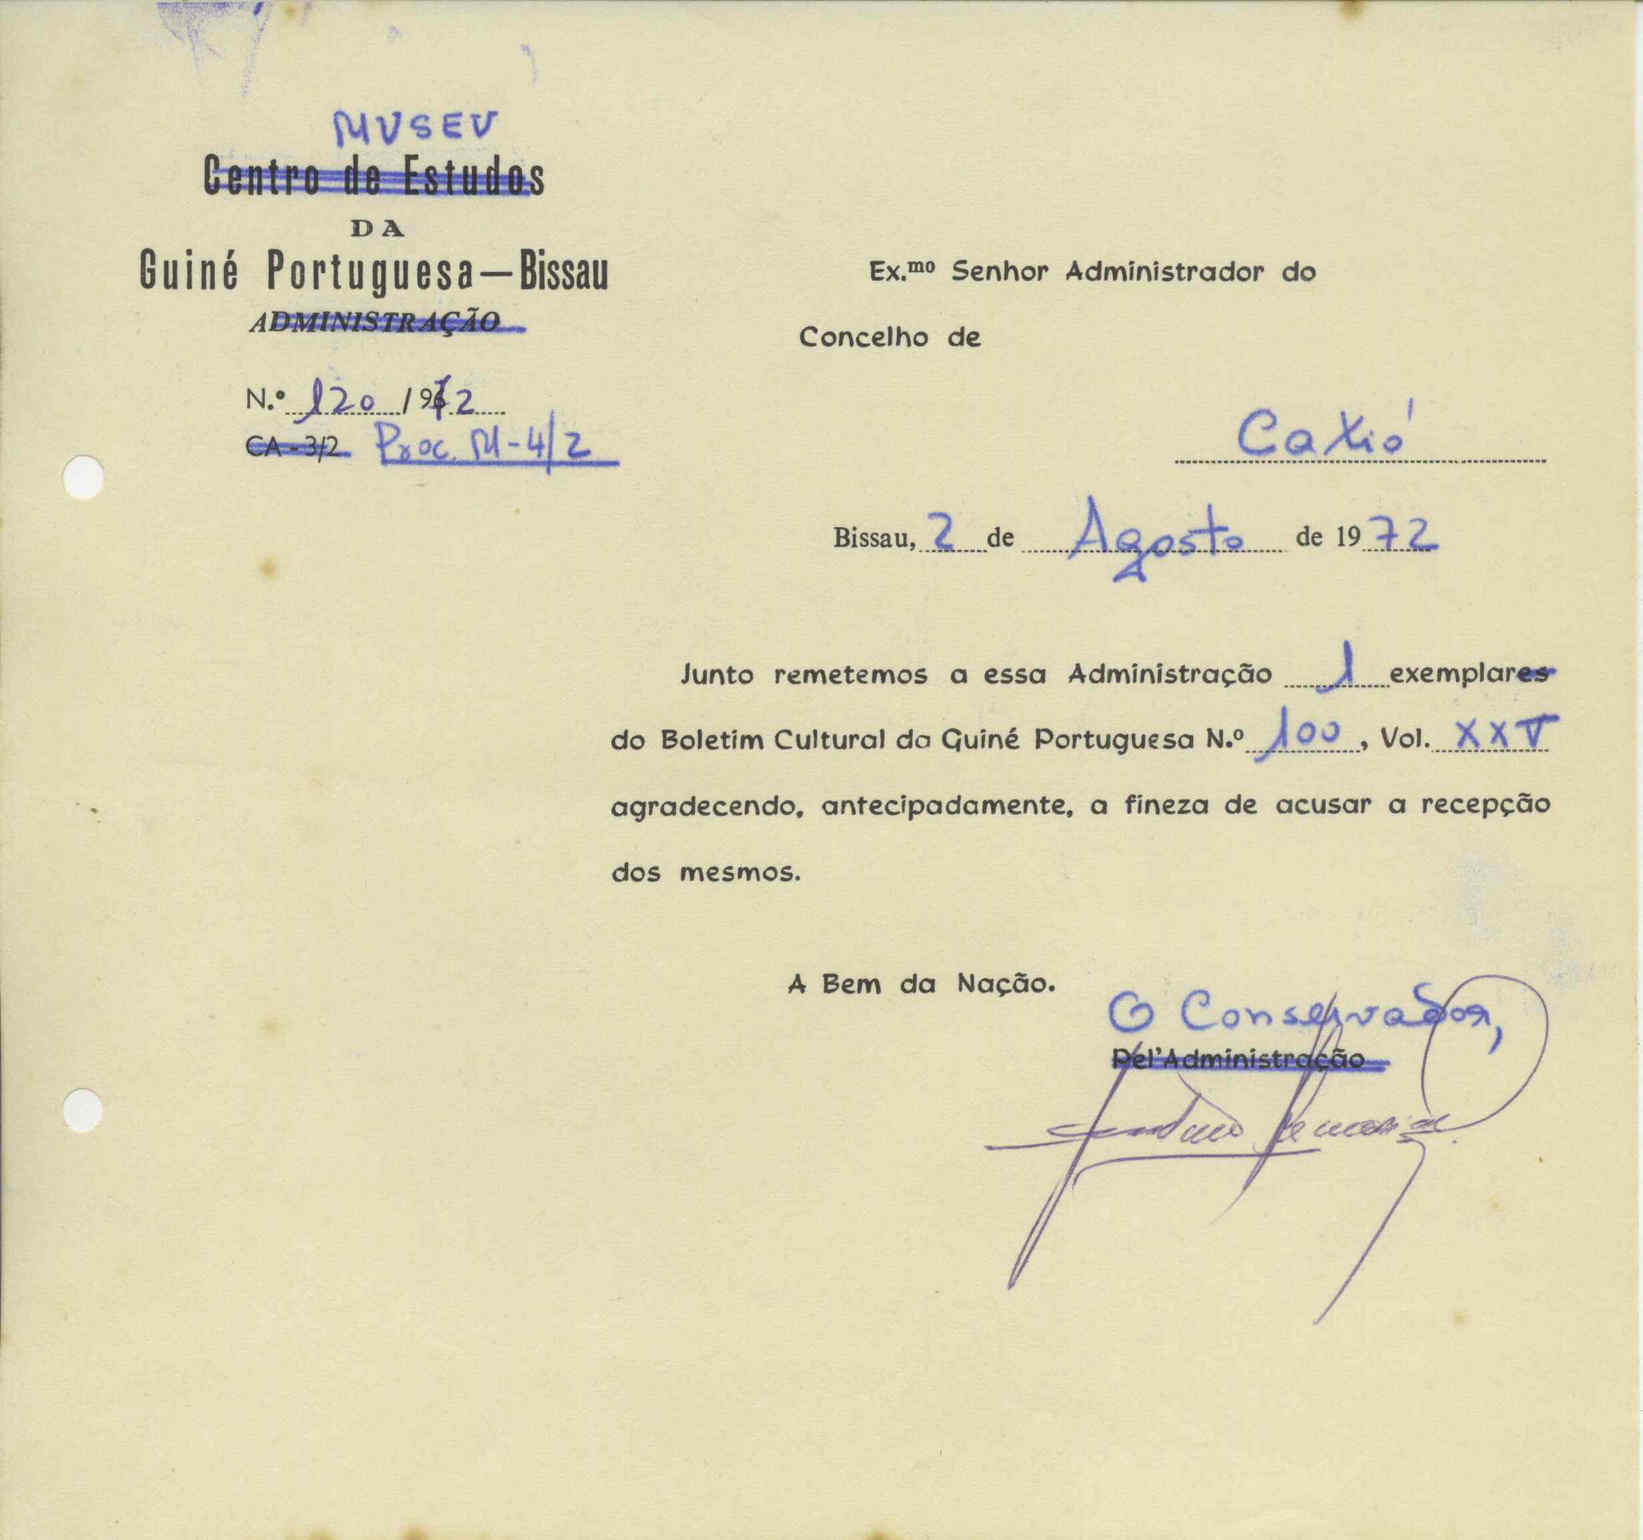 MUSEU
Centro de Estudos
DA
Guiné Portuguesa—Bissau
ADMINISTRAÇÃO
N.º 120 /1972
CA - 3/2 Proc. M-4/2
Ex.mo Senhor Administrador do
Concelho de
Catió
Bissau, 2 de Agosto de 1972
Junto remetemos a essa Administração 1 exemplares
do Boletim Cultural da Guiné Portuguesa N.º 100, Vol. XXV
agradecendo, antecipadamente, a fineza de acusar a recepção
dos mesmos.
A Bem da Nação.
O Conservador,
Pel'Administração